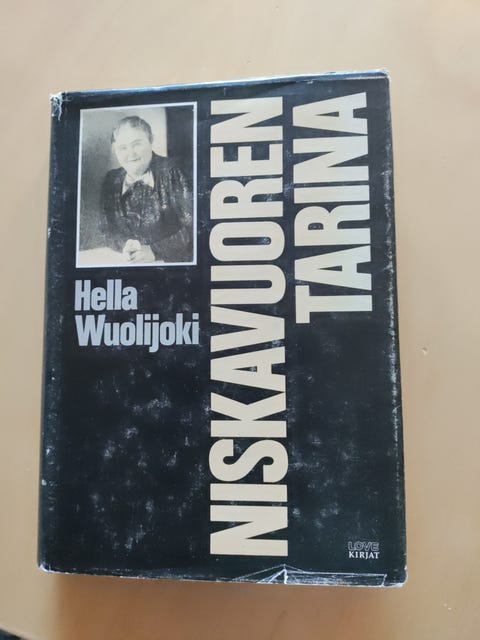 Hella
Wuolijoki
NISKAVUOREN
TARINA
LOVE
KIRJAT